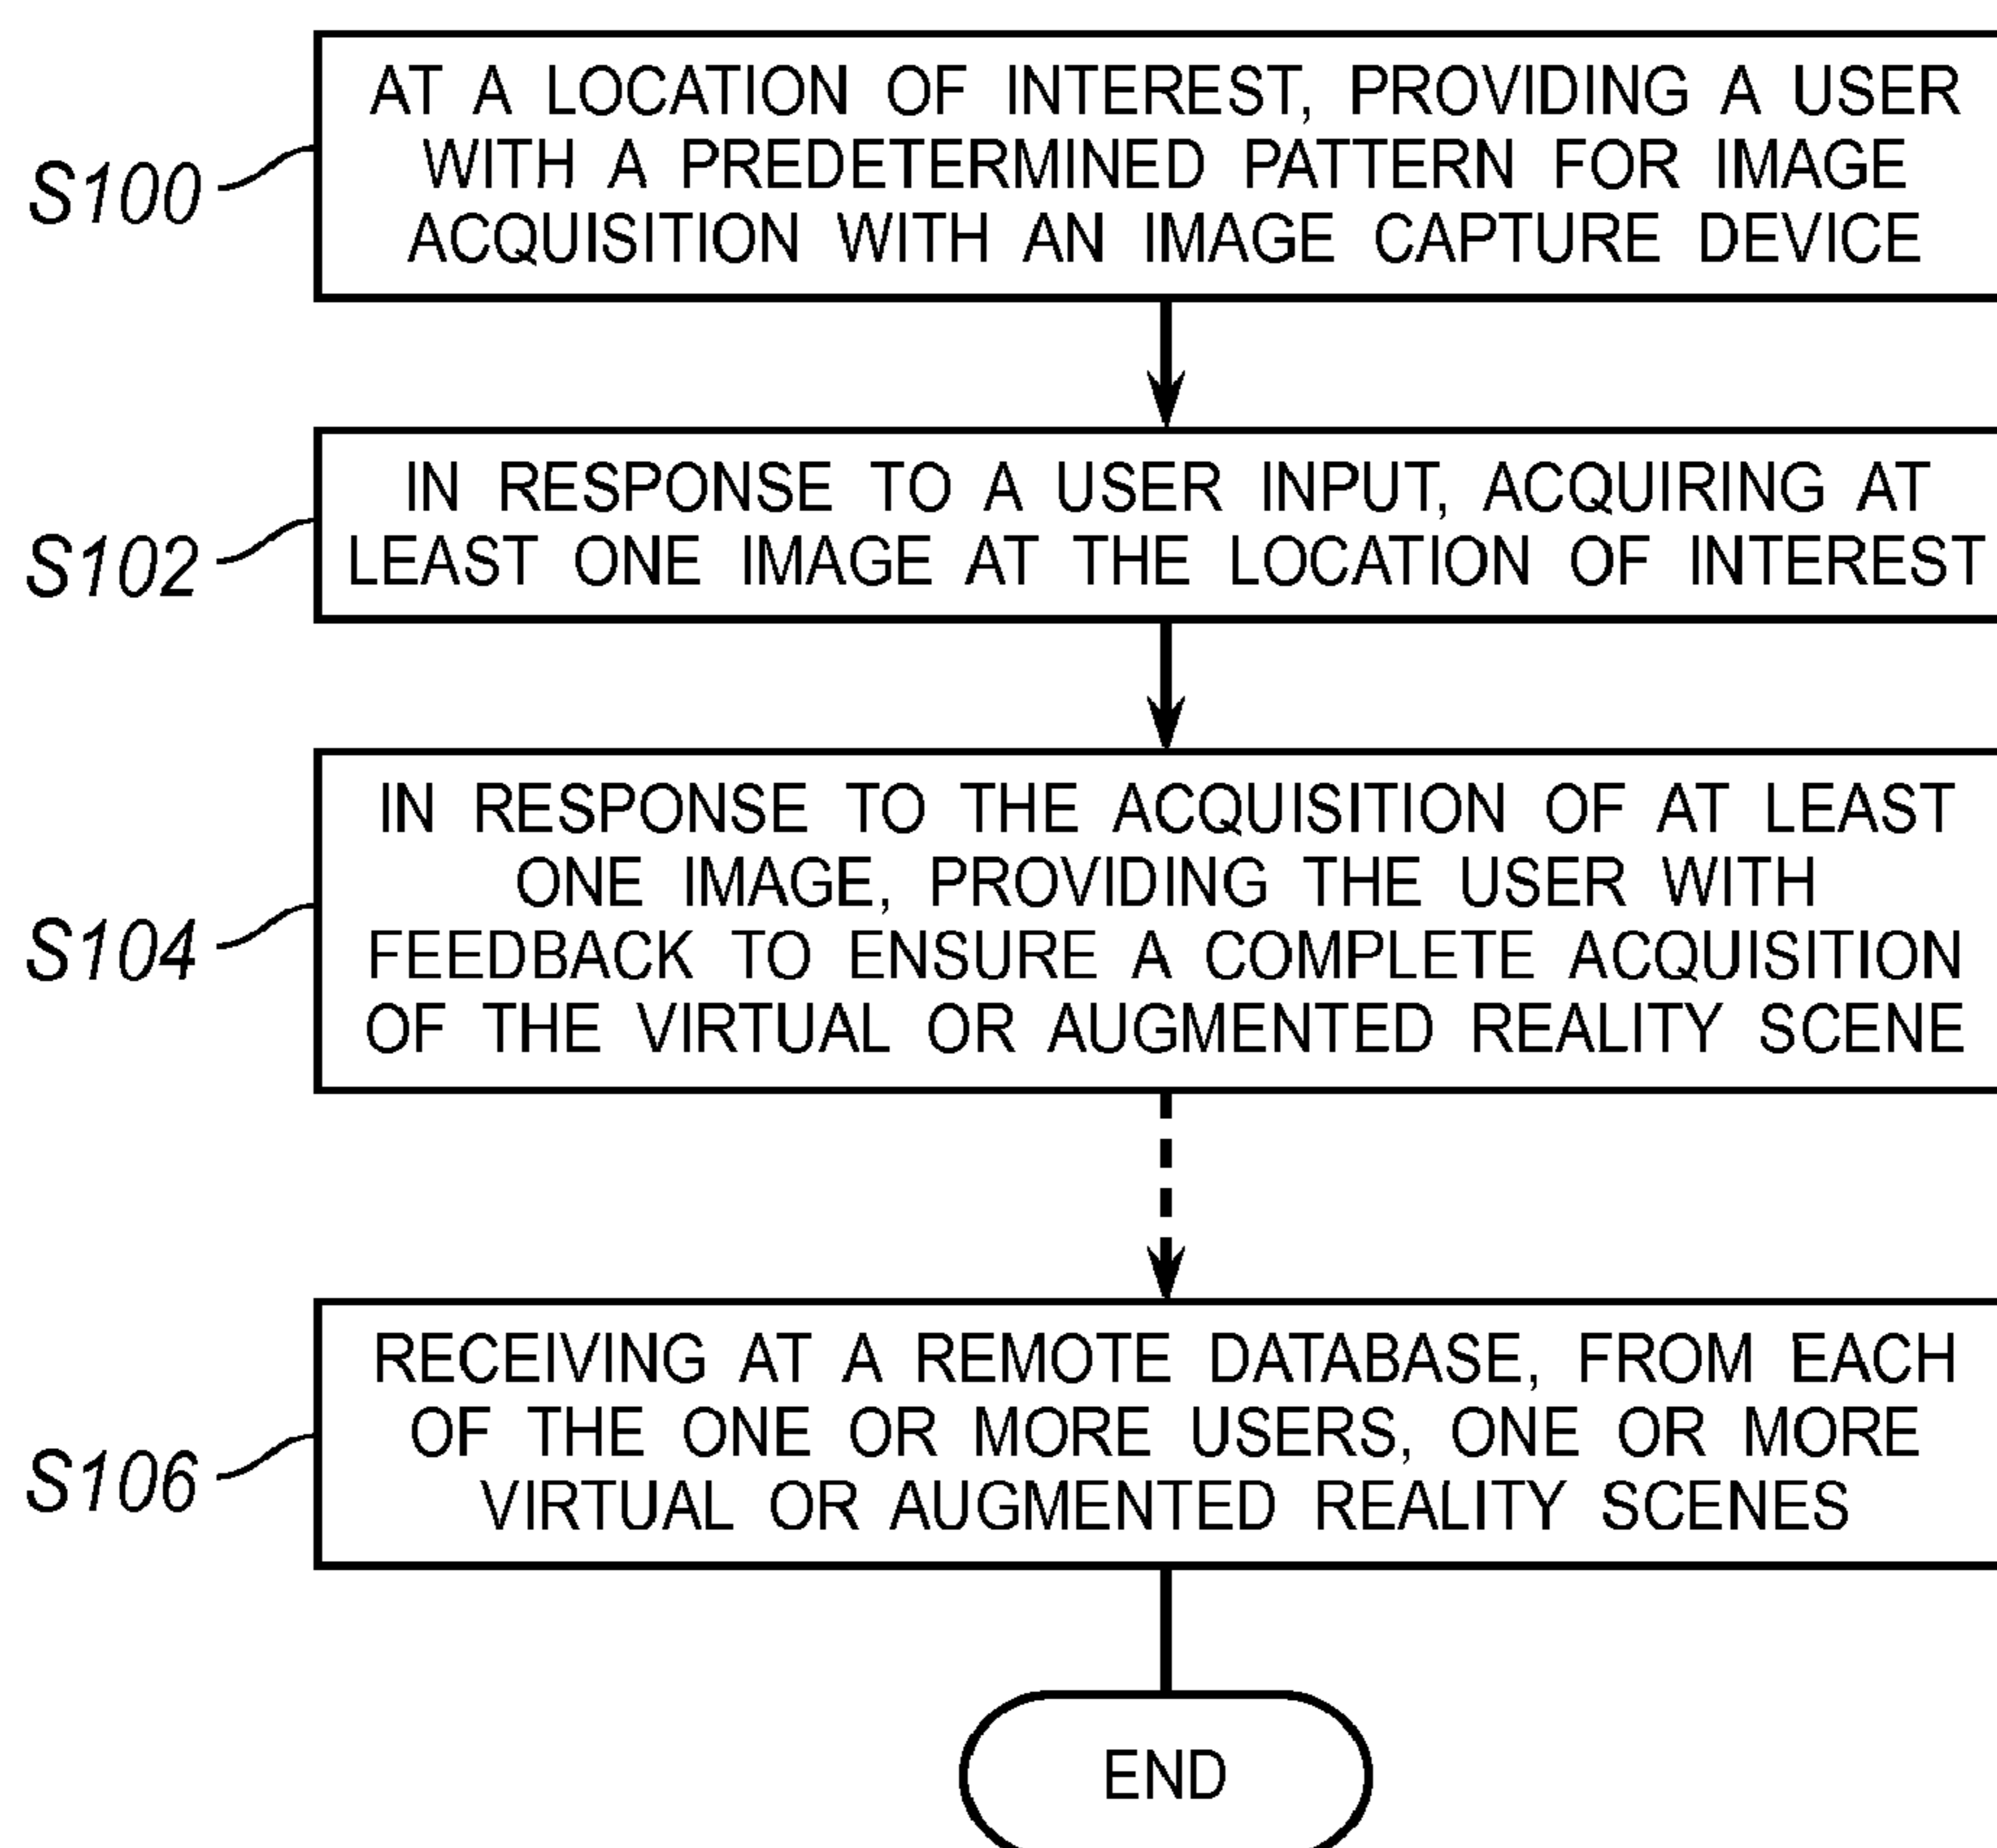 AT A LOCATION OF INTEREST, PROVIDING A USER
WITH A PREDETERMINED PATTERN FOR IMAGE
ACQUISITION WITH AN IMAGE CAPTURE DEVICE
S100
IN RESPONSE TO A USER INPUT, ACQUIRING AT
LEAST ONE IMAGE AT THE LOCATION OF INTEREST
S102
IN RESPONSE TO THE ACQUISITION OF AT LEAST
ONE IMAGE, PROVIDING THE USER WITH
FEEDBACK TO ENSURE A COMPLETE ACQUISITION
OF THE VIRTUAL OR AUGMENTED REALITY SCENE
S104
RECEIVING AT A REMOTE DATABASE, FROM EACH
OF THE ONE OR MORE USERS, ONE OR MORE
VIRTUAL OR AUGMENTED REALITY SCENES
S106
END